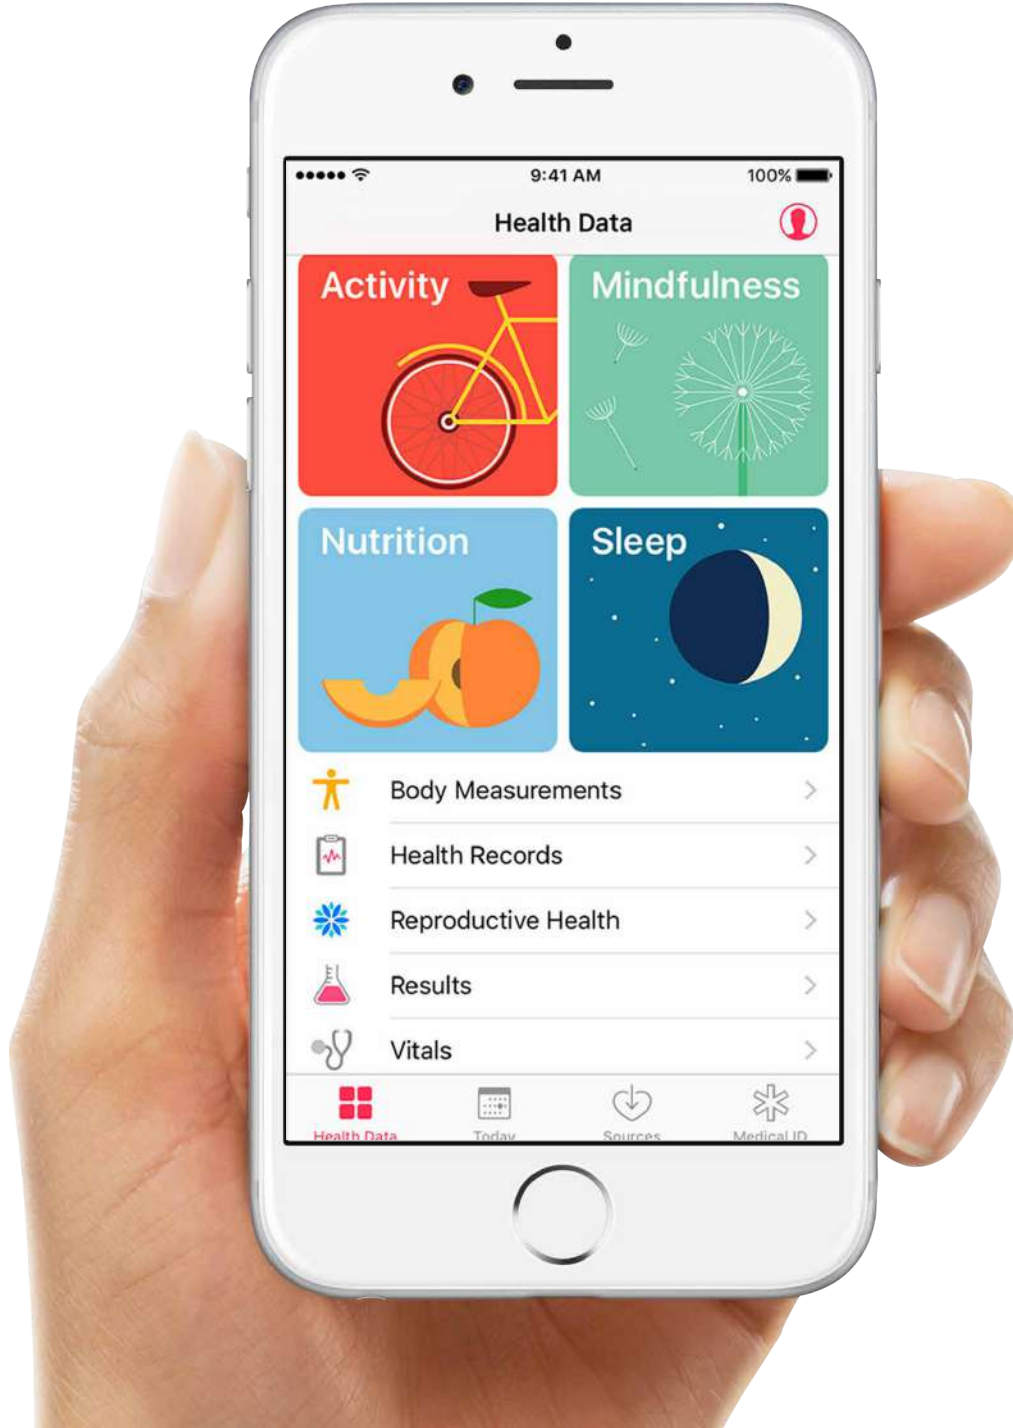 9:41 AM 100%
Health Data
Activity Mindfulness
Nutrition Sleep
Body Measurements
Health Records
Reproductive Health
Results
Vitals
Health Data Today Sources Medical ID